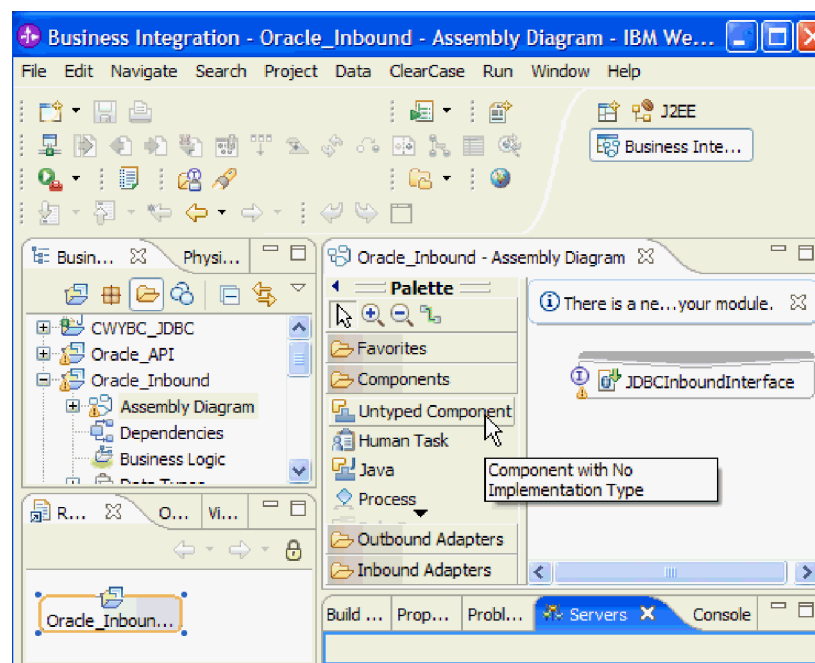 Business Integration - Oracle_Inbound - Assembly Diagram - IBM We...
File Edit Navigate Search Project Data ClearCase Run Window Help
J2EE
Business Inte...
Busin...
Physi...
CWYBC_JDBC
Oracle_API
Oracle_Inbound
Assembly Diagram
Dependencies
Business Logic
Data Types
R...
O...
Vi...
Oracle_Inboun...
Oracle_Inbound - Assembly Diagram
Palette
Favorites
Components
Untyped Component
Human Task
Java
Process
Outbound Adapters
Inbound Adapters
There is a ne...your module.
JDBCInboundInterface
Component with No
Implementation Type
Build ...
Prop...
Probl...
Servers
Console